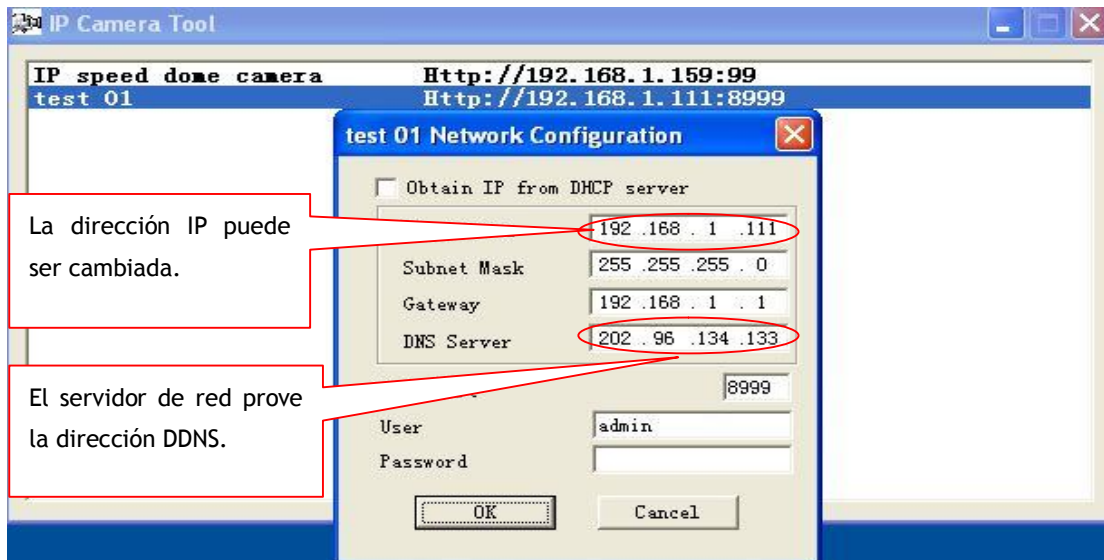 IP Camera Tool
IP speed dome camera Http://192.168.1.159:99
test 01 Http://192.168.1.111:8999
test 01 Network Configuration
Obtain IP from DHCP server
La dirección IP puede
ser cambiada.
192 .168 . 1 .111
Subnet Mask 255 .255 .255 . 0
Gateway 192 .168 . 1 . 1
DNS Server 202 . 96 .134 .133
El servidor de red prove
la dirección DDNS.
8999
User admin
Password
OK Cancel